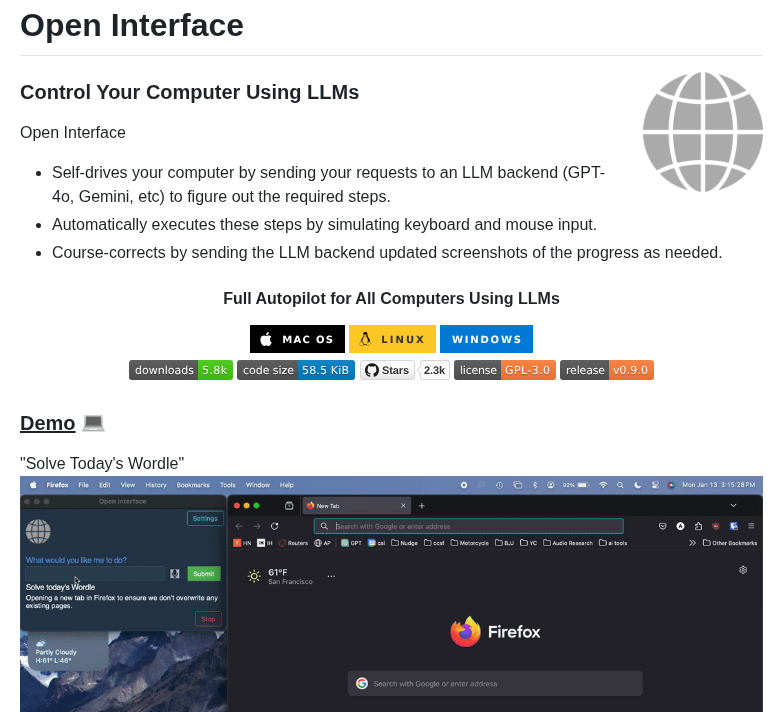 Open Interface
Control Your Computer Using LLMs
Open Interface
Self-drives your computer by sending your requests to an LLM backend (GPT-
4o, Gemini, etc) to figure out the required steps.
Automatically executes these steps by simulating keyboard and mouse input.
Course-corrects by sending the LLM backend updated screenshots of the progress as needed.
Full Autopilot for All Computers Using LLMs
MAC OS LINUX WINDOWS
downloads 5.8k code size 58.5 KiB Stars 2.3k license GPL-3.0 release v0.9.0
Demo
"Solve Today's Wordle"
Firefox File Edit View History Bookmarks Tools Window Help 92% Mon Jan 13 3:15:28 PM
Open Interface
Settings
What would you like me to do?
Submit
Solve today's Wordle
Opening a new tab in Firefox to ensure we don't overwrite any
existing pages.
Stop
Partly Cloudy
H:61° L:46°
New Tab
Search with Google or enter address
HN IH Reuters AP GPT cal Nudge ccsf Motorcycle BJJ YC Audio Research ai tools Other Bookmarks
61°F
San Francisco
Firefox
Search with Google or enter address